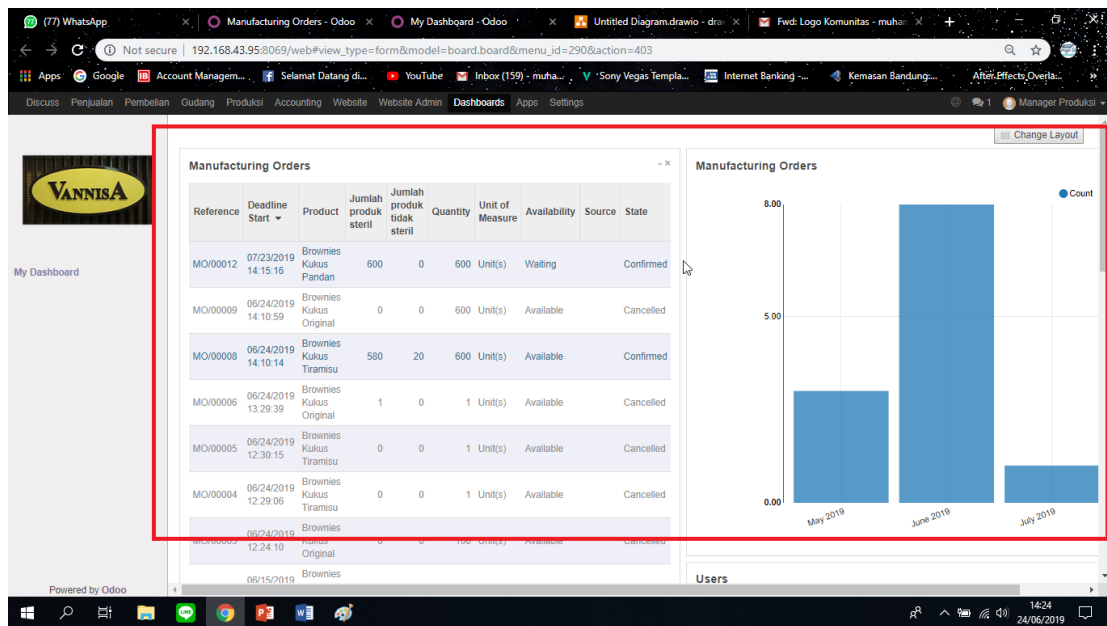 (77) WhatsApp
Manufacturing Orders - Odoo
My Dashboard - Odoo
Untitled Diagram.drawio - dra
Fwd: Logo Komunitas - muhan
Not secure | 192.168.43.95:8069/web#view_type=form&model=board.board&menu_id=290&action=403
Apps Google Account Managem... Selamat Datang di... YouTube Inbox (159) - muha... Sony Vegas Templa... Internet Banking -... Kemasan Bandung:... After Effects Overla...
Discuss Penjualan Pembelian Gudang Produksi Accounting Website Website Admin Dashboards Apps Settings @ 1 Manager Produksi
Change Layout
VANNISA
My Dashboard
Powered by Odoo
Manufacturing Orders
Reference Deadline Start Product Jumlah produk steril Jumlah produk tidak steril Quantity Unit of Measure Availability Source State
MO/00012 07/23/2019 14:15:16 Brownies Kukus Pandan 600 0 600 Unit(s) Waiting Confirmed
MO/00009 06/24/2019 14:10:59 Brownies Kukus Original 0 0 600 Unit(s) Available Cancelled
MO/00008 06/24/2019 14:10:14 Brownies Kukus Tiramisu 580 20 600 Unit(s) Available Confirmed
MO/00006 06/24/2019 13:29:39 Brownies Kukus Original 1 0 1 Unit(s) Available Cancelled
MO/00005 06/24/2019 12:30:15 Brownies Kukus Tiramisu 0 0 1 Unit(s) Available Cancelled
MO/00004 06/24/2019 12:29:06 Brownies Kukus Tiramisu 0 0 1 Unit(s) Available Cancelled
06/24/2019 12:24:10 Brownies Kukus Original Unit(s) Available Cancelled
06/15/2019 Brownies
Manufacturing Orders
Count
8.00
5.00
0.00
May 2019
June 2019
July 2019
Users
14:24
24/06/2019